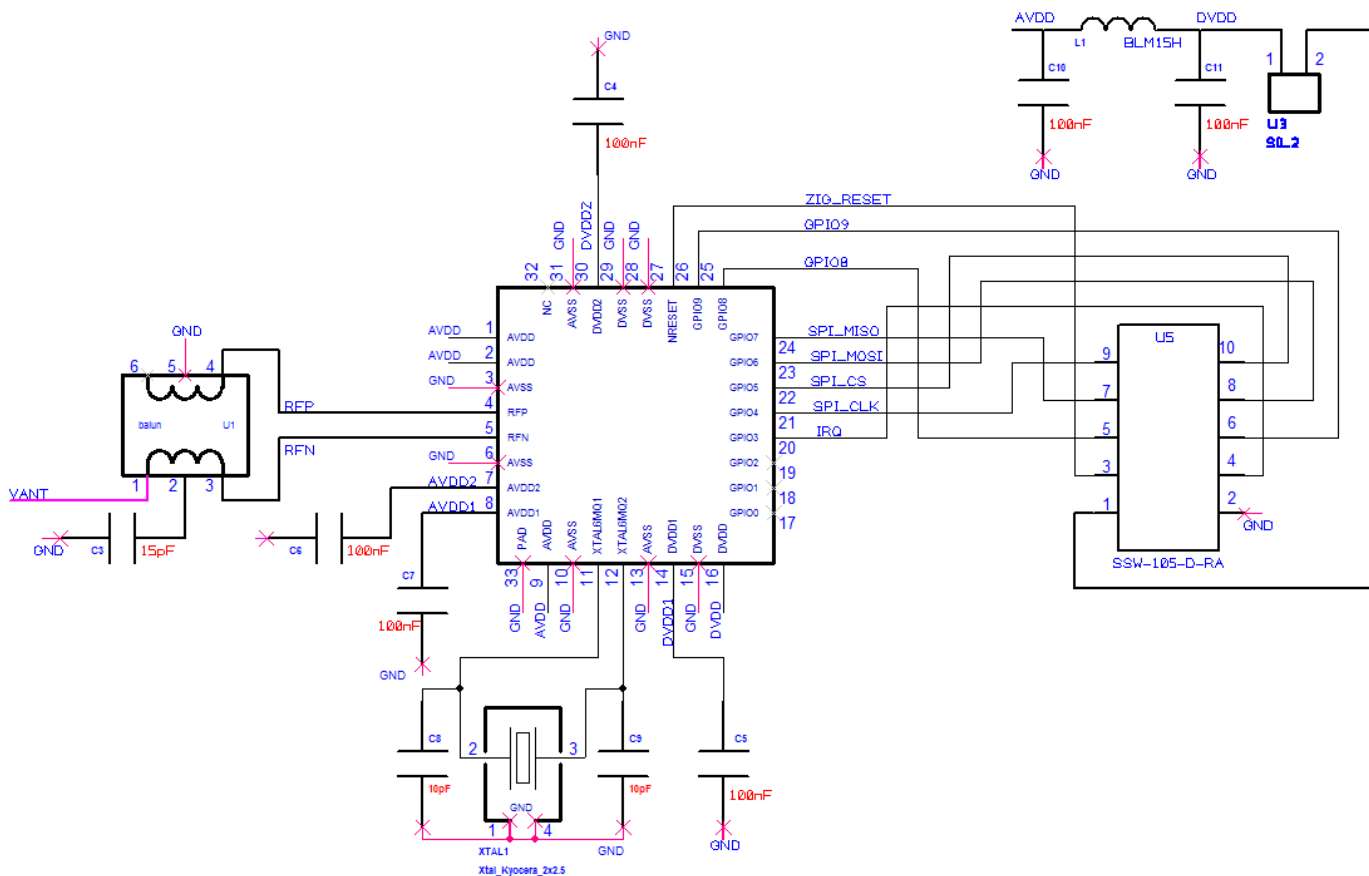 GND
C4
100nF
AVDD
DVDD
L1
BLM15H
C10
100nF
GND
C11
100nF
GND
1
2
U3
SIL2
ZIG_RESET
GPIO9
GPIO8
GND
DVDDZ
GND
GND
32
31
30
29
28
27
26
25
NC
AVSS
DVDD2
DVSS
DVSS
NRESET
GPIO9
GPIO8
AVDD
1
AVDD
AVDD
2
AVDD
GND
3
AVSS
RFP
4
RFP
RFN
5
RFN
GND
6
AVSS
AVDD2
7
AVDD2
AVDD1
8
AVDD1
GPIO7
24
SPI_MISO
GPIO6
23
SPI_MOSI
GPIO5
22
SPI_CS
GPIO4
21
SPI_CLK
GPIO3
20
IRQ
GPIO2
19
GPIO1
18
GPIO0
17
GND
6
5
4
balun
U1
1
2
3
VANT
GND
C3
15pF
C6
100nF
C7
100nF
GND
PAD
AVDD
AVSS
XTAL6MQ1
XTAL6MQ2
AVSS
DVDD1
DVSS
DVDD
33
9
10
11
12
13
14
15
16
GND
AVDD
GND
GND
DVDD1
GND
DVDD
C8
10pF
2
3
GND
1
4
XTAL1
Xtal_Kyocera_2x2.5
C9
10pF
GND
C5
100nF
GND
U5
9
10
7
8
5
6
3
4
1
2
GND
SSW-105-D-RA